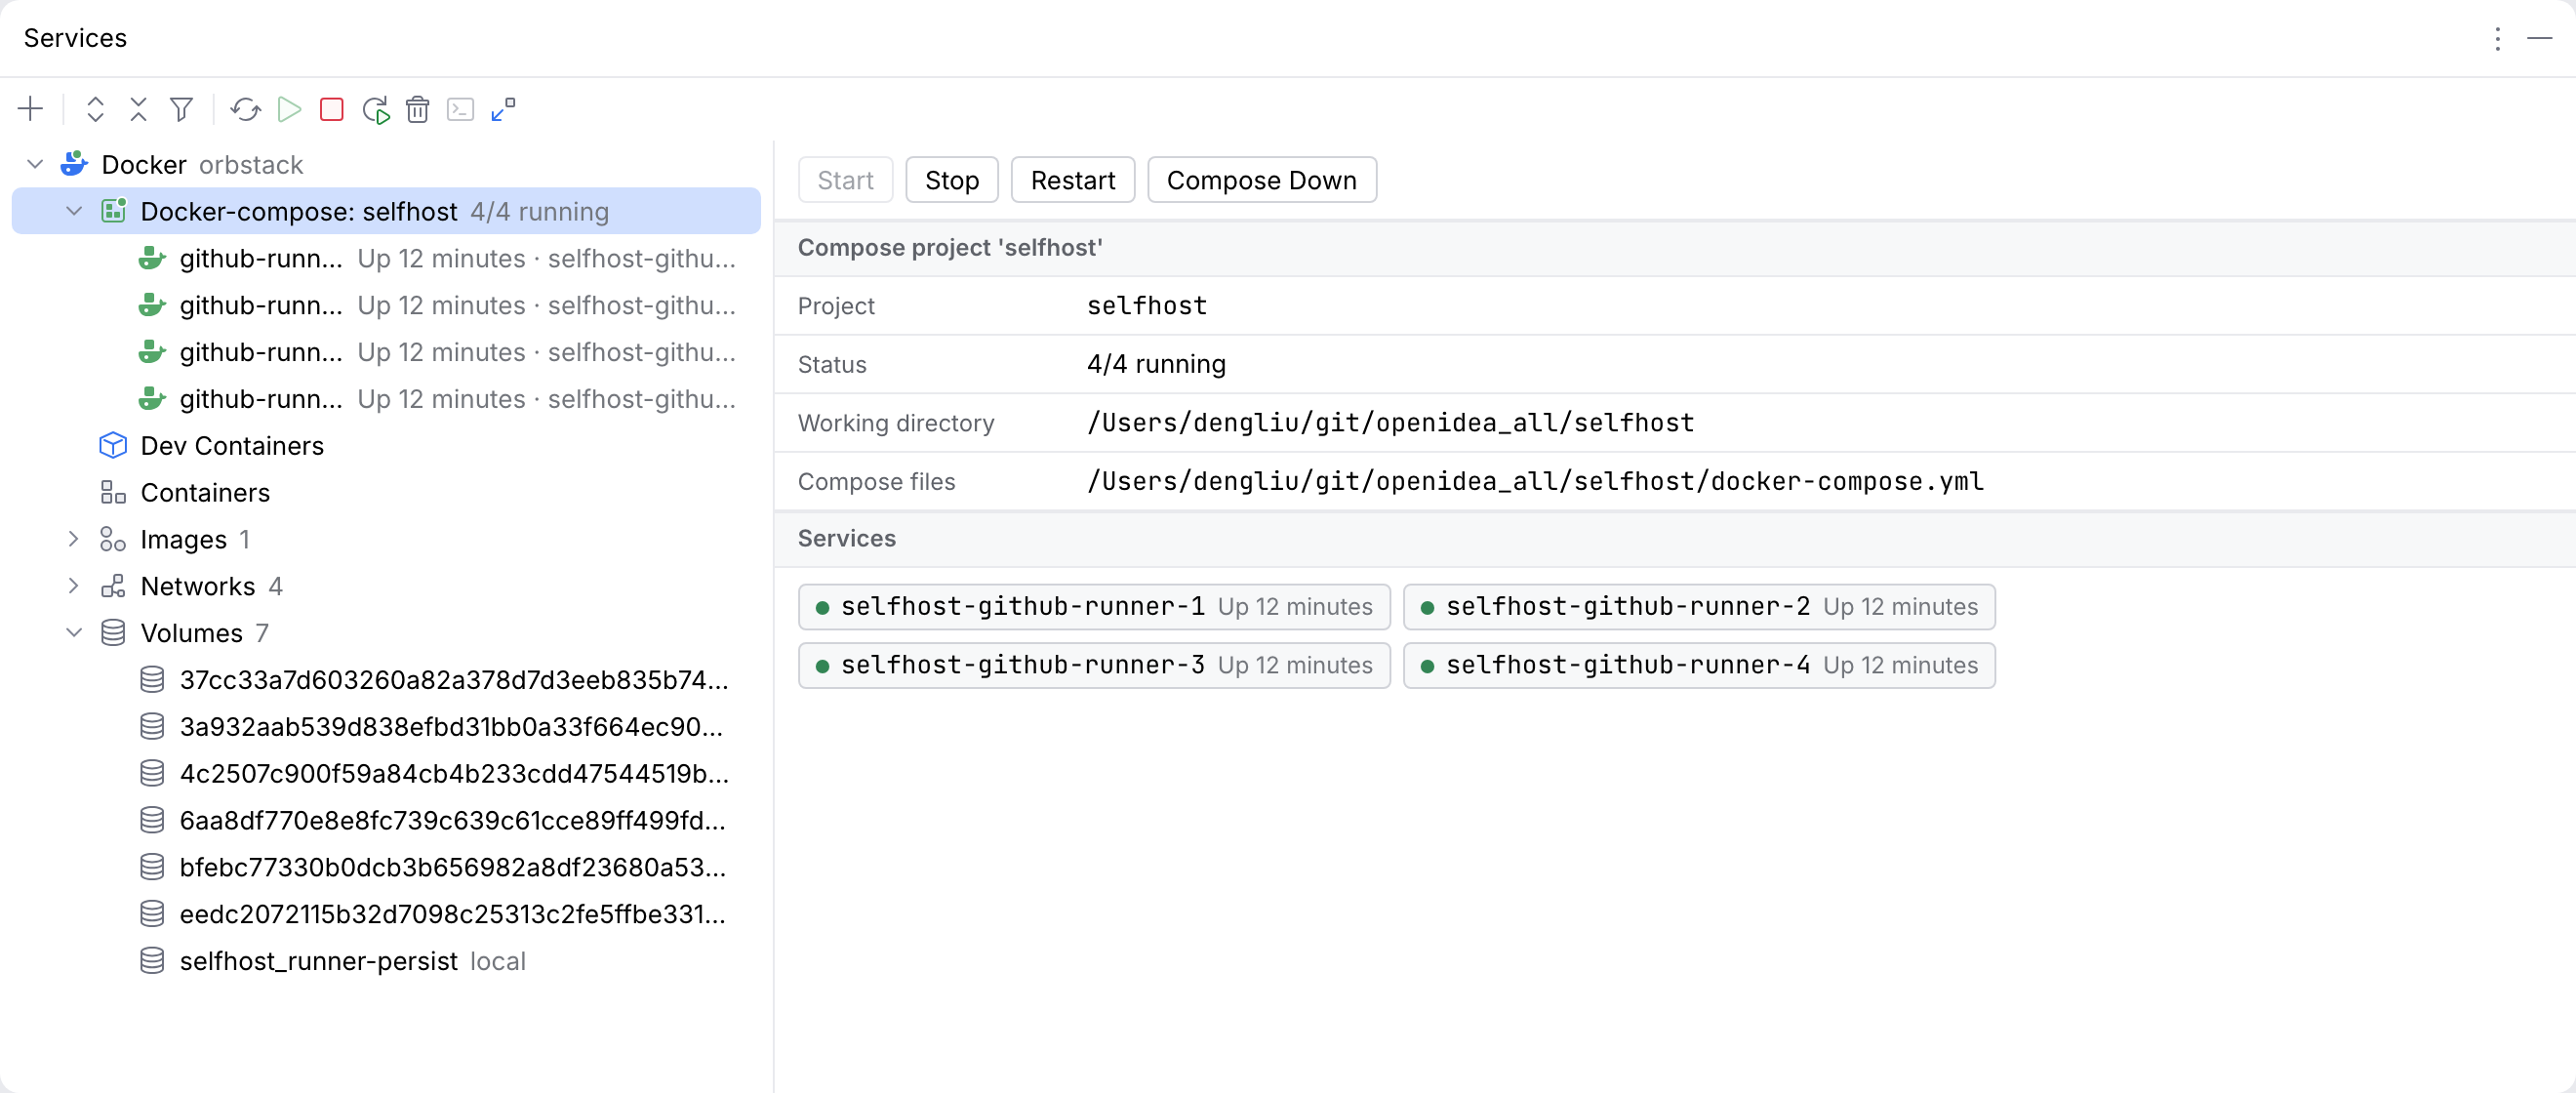 Services
Docker orbstack
Docker-compose: selfhost 4/4 running
github-runn... Up 12 minutes · selfhost-githu...
github-runn... Up 12 minutes · selfhost-githu...
github-runn... Up 12 minutes · selfhost-githu...
github-runn... Up 12 minutes · selfhost-githu...
Dev Containers
Containers
Images 1
Networks 4
Volumes 7
37cc33a7d603260a82a378d7d3eeb835b74...
3a932aab539d838efbd31bb0a33f664ec90...
4c2507c900f59a84cb4b233cdd47544519b...
6aa8df770e8e8fc739c639c61cce89ff499fd...
bfebc77330b0dcb3b656982a8df23680a53...
eedc2072115b32d7098c25313c2fe5ffbe331...
selfhost_runner-persist local
Start Stop Restart Compose Down
Compose project 'selfhost'
Project selfhost
Status 4/4 running
Working directory /Users/dengliu/git/openidea_all/selfhost
Compose files /Users/dengliu/git/openidea_all/selfhost/docker-compose.yml
Services
selfhost-github-runner-1 Up 12 minutes selfhost-github-runner-2 Up 12 minutes
selfhost-github-runner-3 Up 12 minutes selfhost-github-runner-4 Up 12 minutes